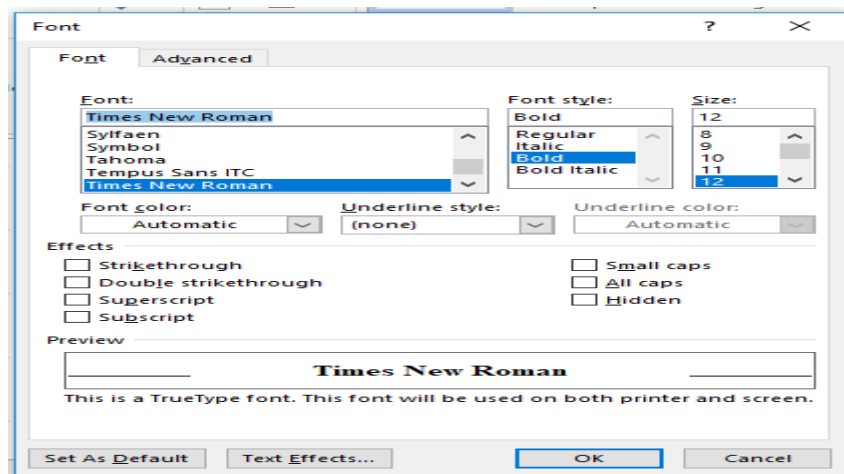 Font ?
Font Advanced
Font: Font style: Size:
Times New Roman Bold 12
Sylfaen Regular 8
Symbol Italic 9
Tahoma Bold 10
Tempus Sans ITC Bold Italic 11
Times New Roman 12
Font color: Underline style: Underline color:
Automatic (none) Automatic
Effects
Strikethrough Small caps
Double strikethrough All caps
Superscript Hidden
Subscript
Preview
Times New Roman
This is a TrueType font. This font will be used on both printer and screen.
Set As Default Text Effects... OK Cancel